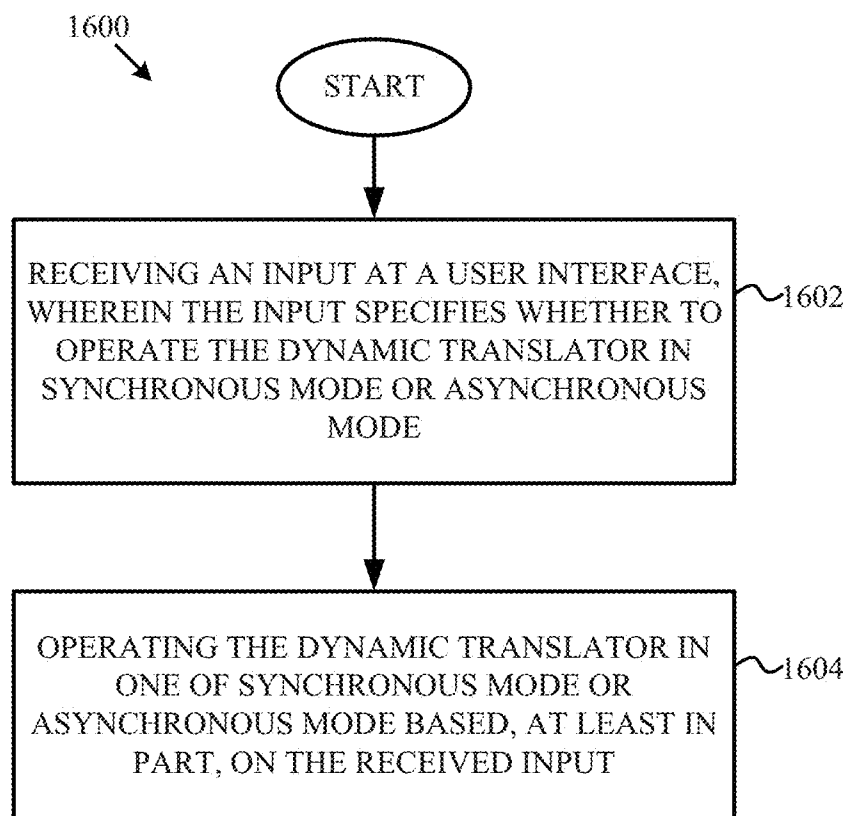 1600
START
RECEIVING AN INPUT AT A USER INTERFACE,
WHEREIN THE INPUT SPECIFIES WHETHER TO
OPERATE THE DYNAMIC TRANSLATOR IN
SYNCHRONOUS MODE OR ASYNCHRONOUS
MODE
1602
OPERATING THE DYNAMIC TRANSLATOR IN
ONE OF SYNCHRONOUS MODE OR
ASYNCHRONOUS MODE BASED, AT LEAST IN
PART, ON THE RECEIVED INPUT
1604